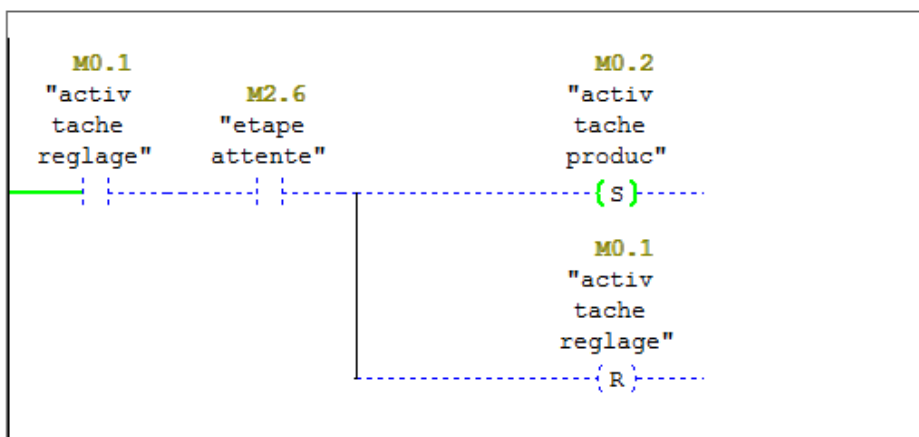 M0.1
"activ
tache
reglage"
M2.6
"etape
attente"
M0.2
"activ
tache
produc"
S
M0.1
"activ
tache
reglage"
R